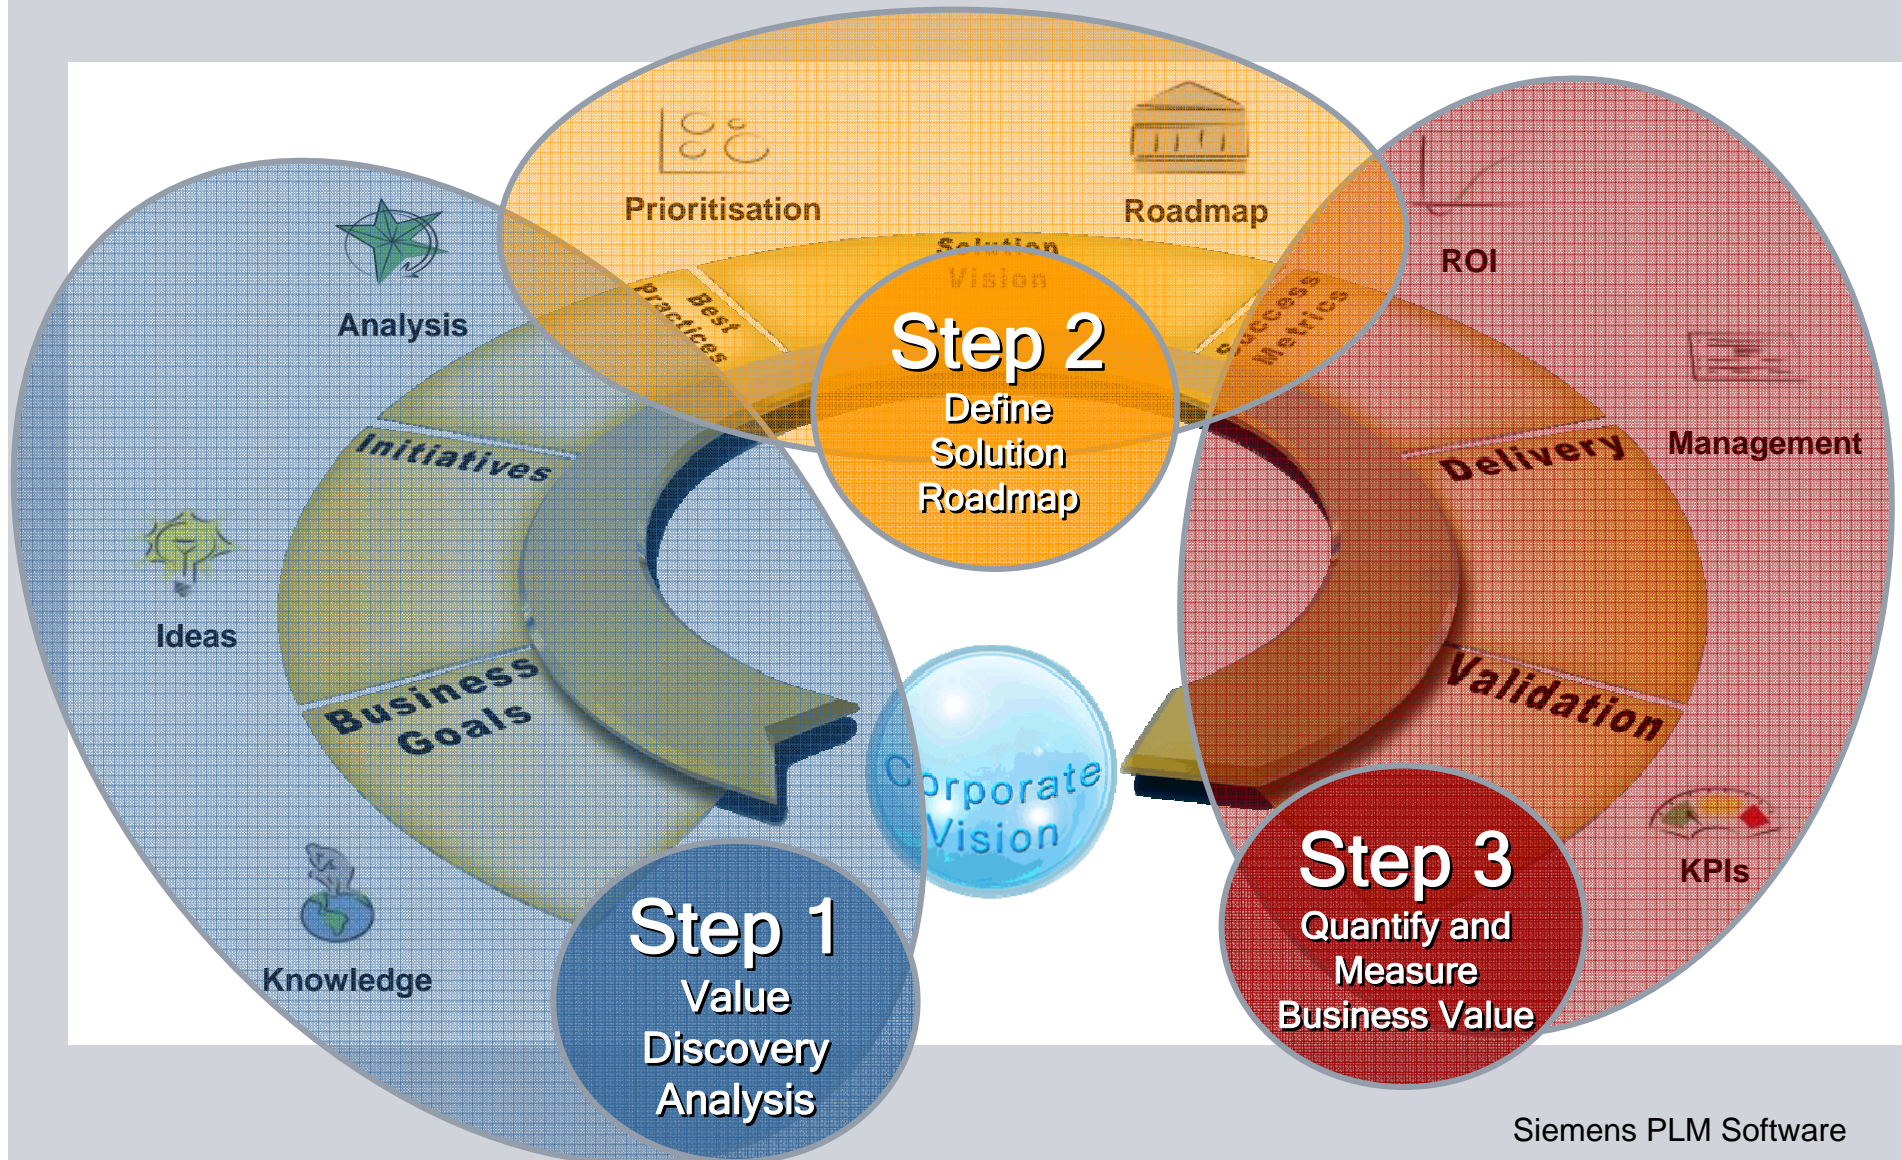 Prioritisation
Roadmap
Solution
Vision
Best
Practices
Success
Metrics
Step 2
Define
Solution
Roadmap
Analysis
Initiatives
Ideas
Business
Goals
Knowledge
Step 1
Value
Discovery
Analysis
Corporate
Vision
ROI
Management
Delivery
Validation
KPIs
Step 3
Quantify and
Measure
Business Value
Siemens PLM Software